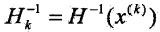 H_k^{-1} = H^{-1}(x^{(k)})